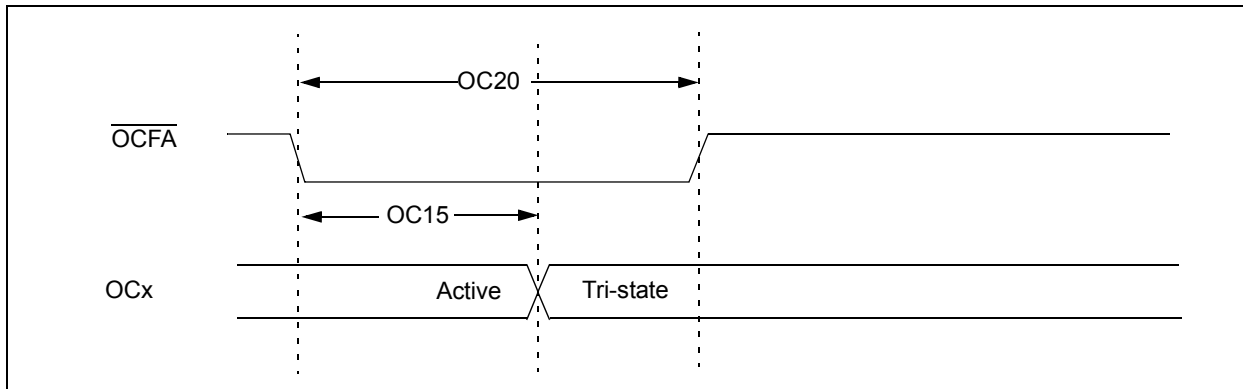 OC20
OCFA
OC15
OCx
Active
Tri-state